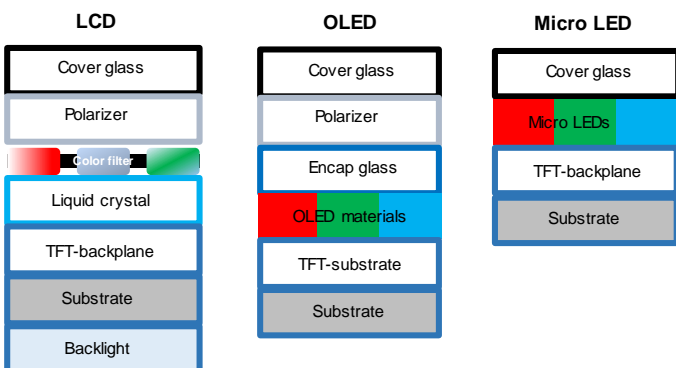 LCD
Cover glass
Polarizer
Color filter
Liquid crystal
TFT-backplane
Substrate
Backlight
OLED
Cover glass
Polarizer
Encap glass
OLED materials
TFT-substrate
Substrate
Micro LED
Cover glass
Micro LEDs
TFT-backplane
Substrate